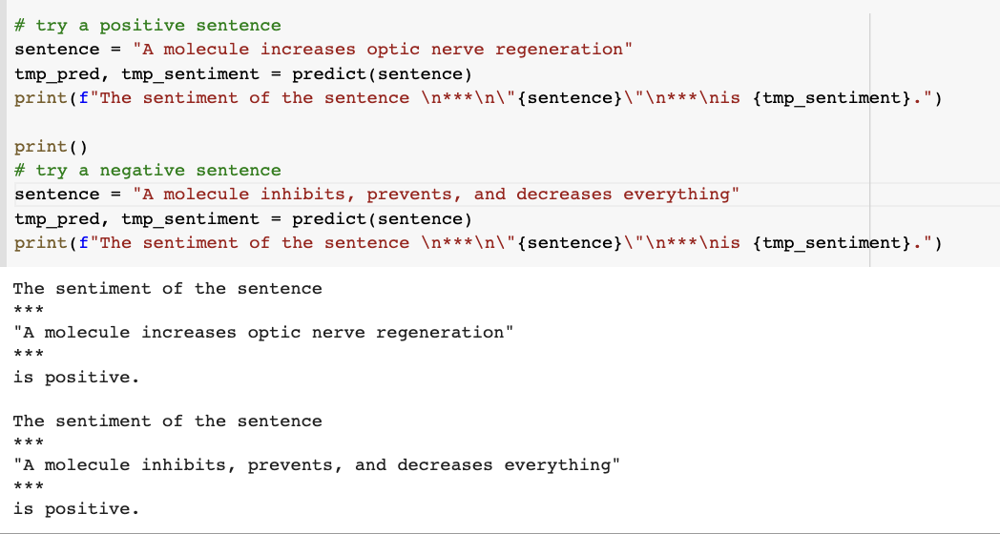 # try a positive sentence
sentence = "A molecule increases optic nerve regeneration"
tmp_pred, tmp_sentiment = predict(sentence)
print(f"The sentiment of the sentence \n***\n\"{sentence}\"\n***\nis {tmp_sentiment}.")
print()
# try a negative sentence
sentence = "A molecule inhibits, prevents, and decreases everything"
tmp_pred, tmp_sentiment = predict(sentence)
print(f"The sentiment of the sentence \n***\n\"{sentence}\"\n***\nis {tmp_sentiment}.")
The sentiment of the sentence
***
"A molecule increases optic nerve regeneration"
***
is positive.
The sentiment of the sentence
***
"A molecule inhibits, prevents, and decreases everything"
***
is positive.